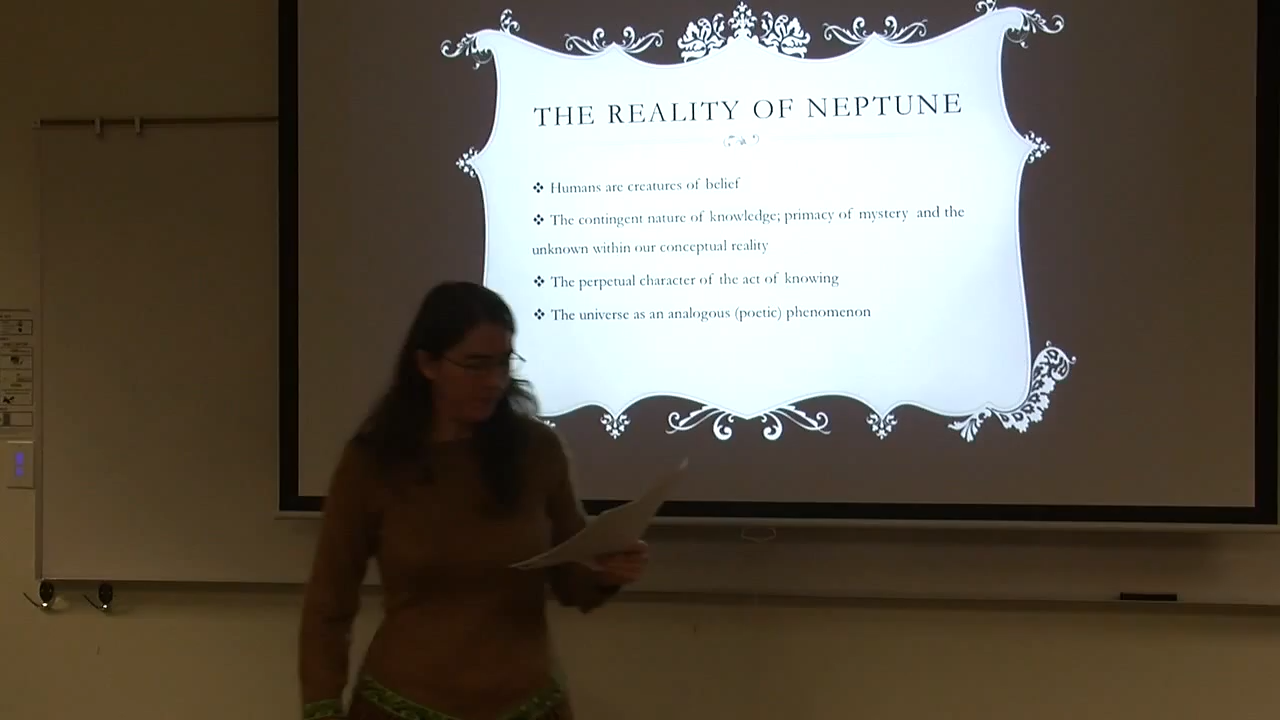 THE REALITY OF NEPTUNE
❖ Humans are creatures of belief
❖ The contingent nature of knowledge; primacy of mystery and the
unknown within our conceptual reality
❖ The perpetual character of the act of knowing
❖ The universe as an analogous (poetic) phenomenon